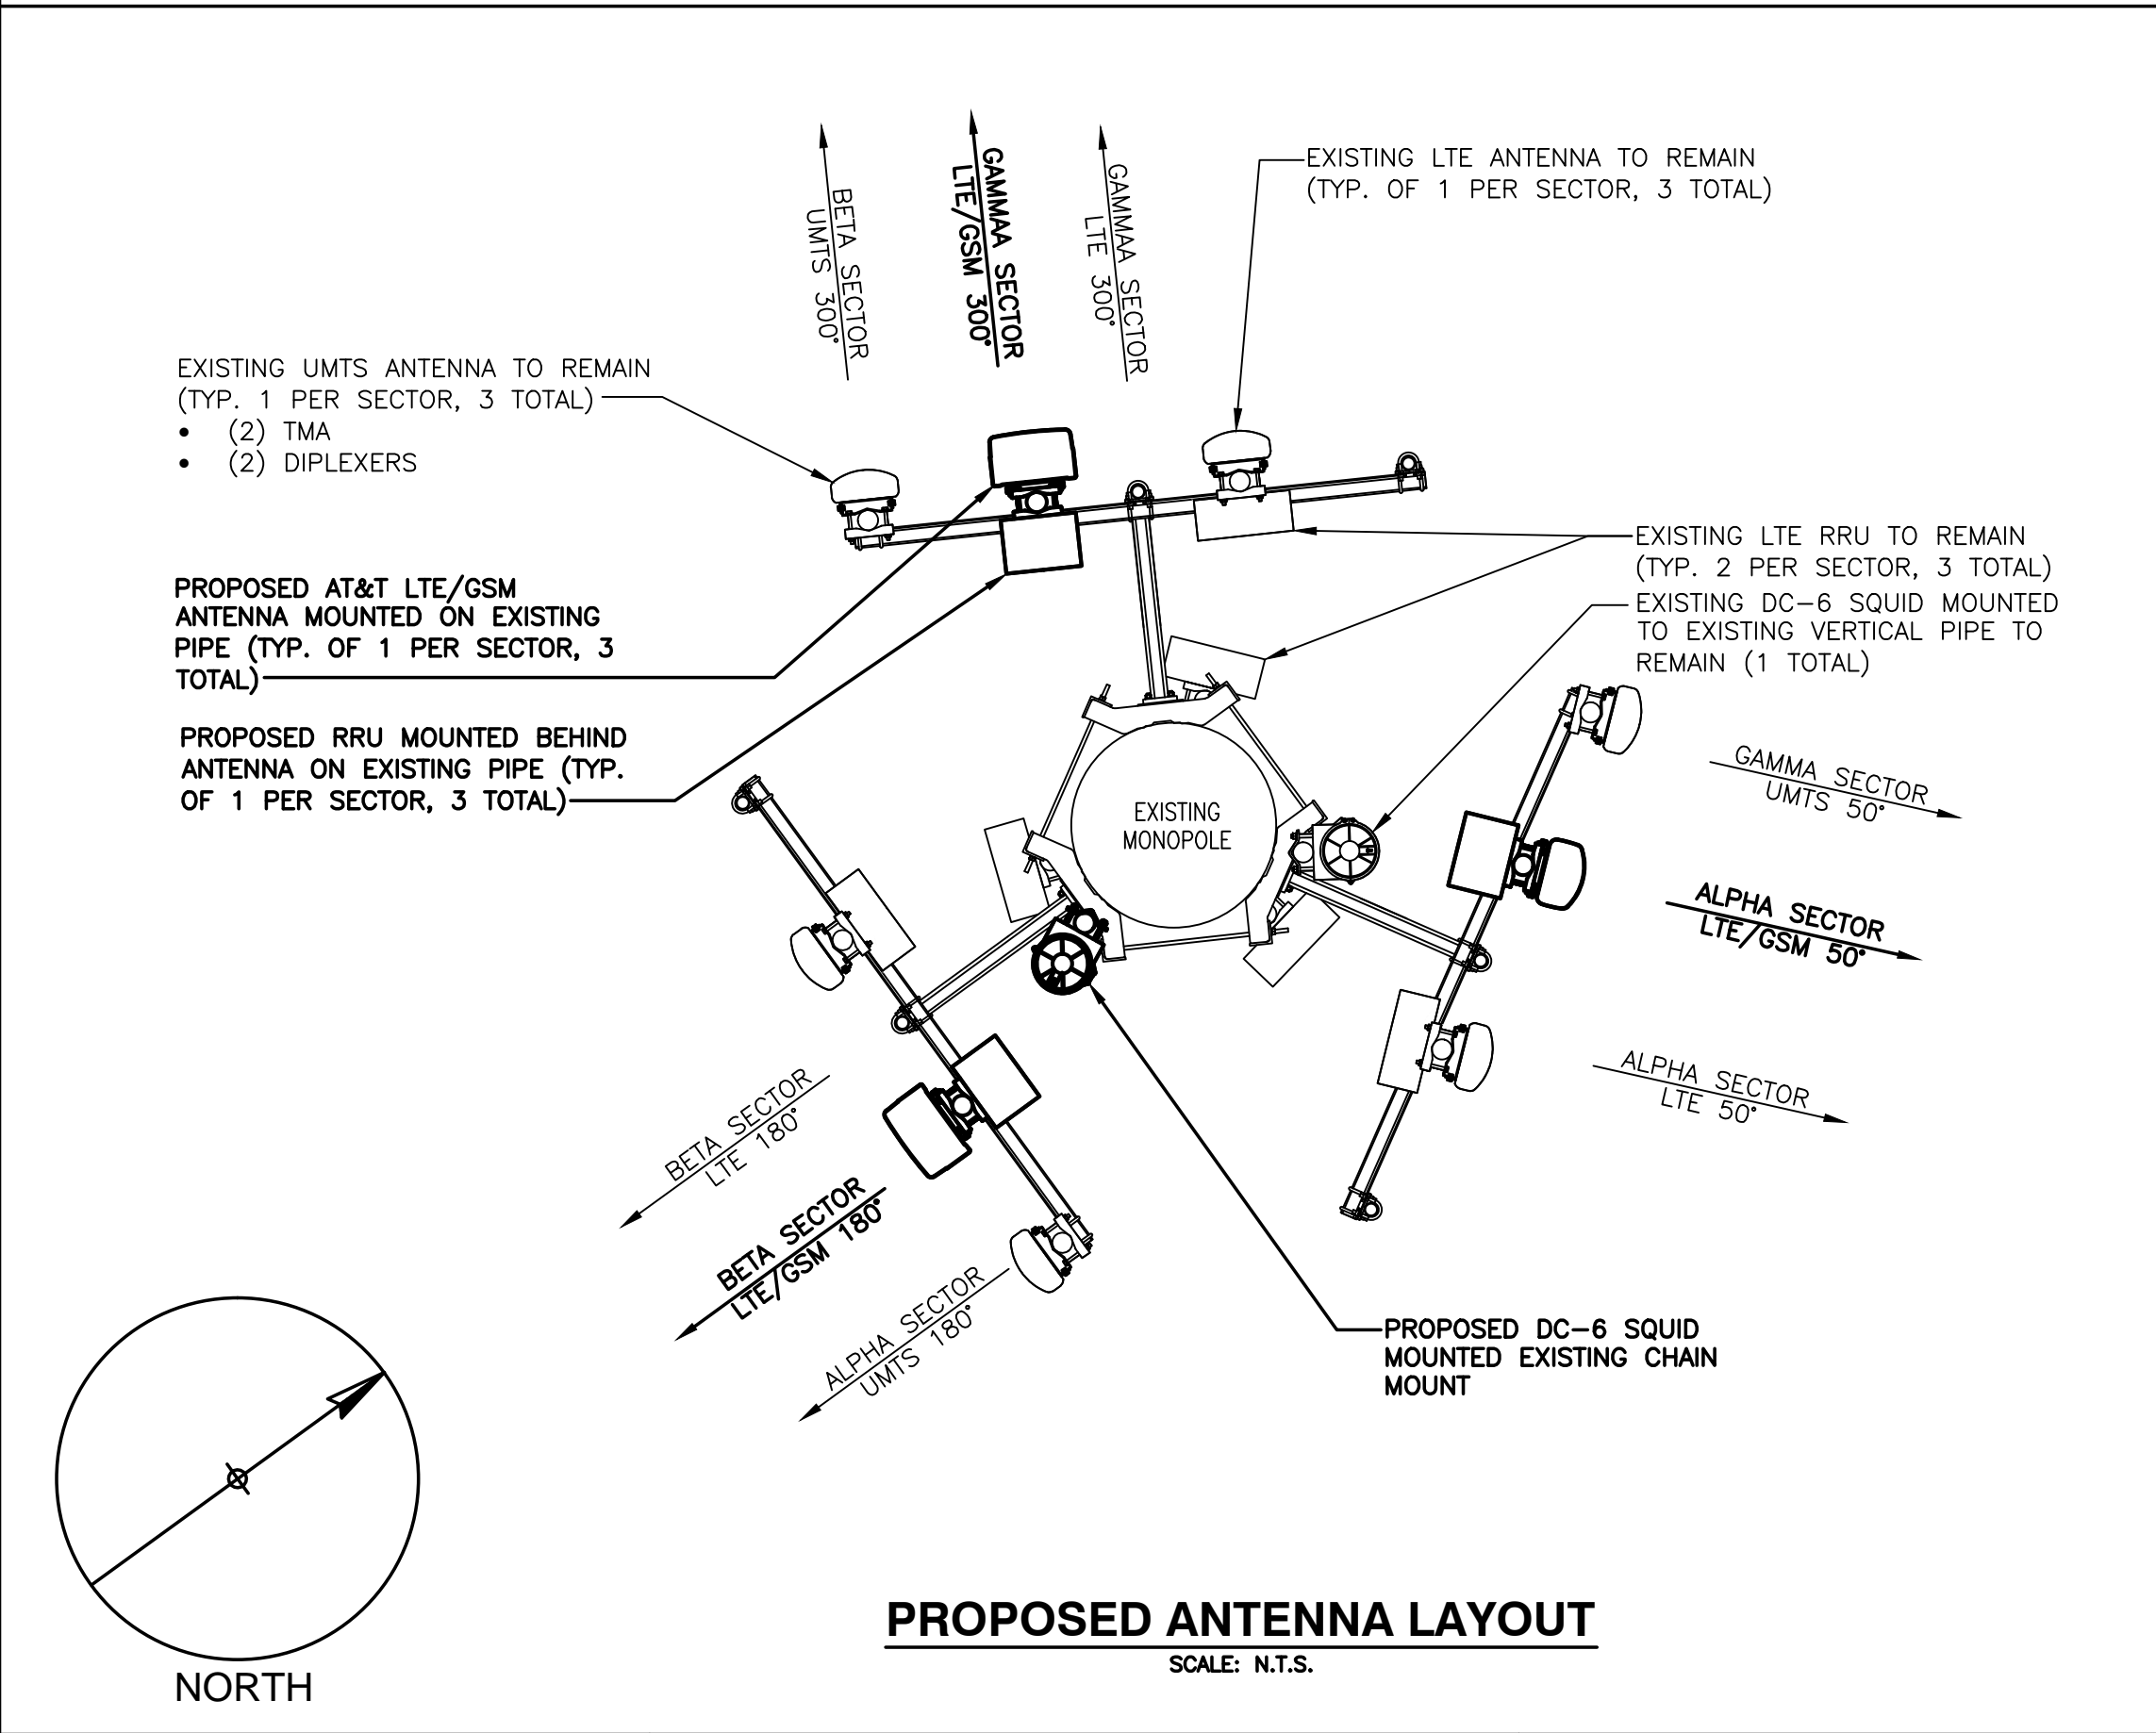 BETA SECTOR
UMTS 300°
GAMMAA SECTOR
LTE/GSM 300°
GAMMAA SECTOR
LTE 300°
EXISTING LTE ANTENNA TO REMAIN
(TYP. OF 1 PER SECTOR, 3 TOTAL)
EXISTING UMTS ANTENNA TO REMAIN
(TYP. 1 PER SECTOR, 3 TOTAL)
• (2) TMA
• (2) DIPLEXERS
EXISTING LTE RRU TO REMAIN
(TYP. 2 PER SECTOR, 3 TOTAL)
EXISTING DC-6 SQUID MOUNTED
TO EXISTING VERTICAL PIPE TO
REMAIN (1 TOTAL)
PROPOSED AT&T LTE/GSM
ANTENNA MOUNTED ON EXISTING
PIPE (TYP. OF 1 PER SECTOR, 3
TOTAL)
PROPOSED RRU MOUNTED BEHIND
ANTENNA ON EXISTING PIPE (TYP.
OF 1 PER SECTOR, 3 TOTAL)
EXISTING
MONOPOLE
GAMMA SECTOR
UMTS 50°
ALPHA SECTOR
LTE/GSM 50°
ALPHA SECTOR
LTE 50°
BETA SECTOR
LTE 180°
BETA SECTOR
LTE/GSM 180°
ALPHA SECTOR
UMTS 180°
PROPOSED DC-6 SQUID
MOUNTED EXISTING CHAIN
MOUNT
NORTH
PROPOSED ANTENNA LAYOUT
SCALE: N.T.S.